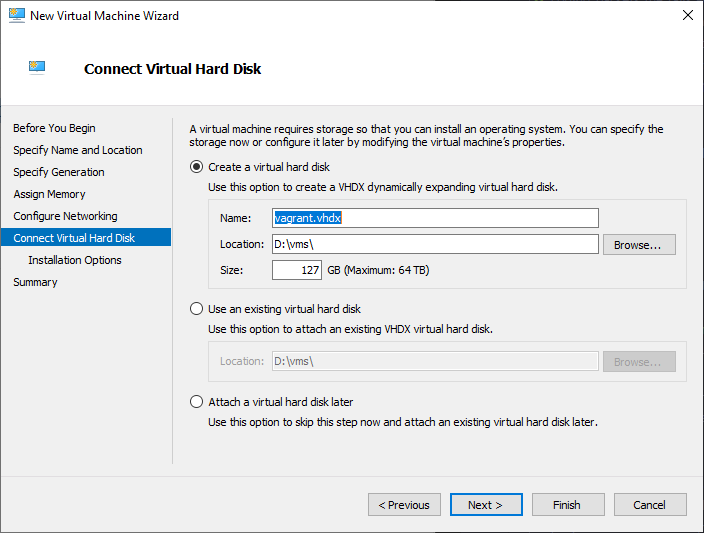 New Virtual Machine Wizard
Connect Virtual Hard Disk
Before You Begin
Specify Name and Location
Specify Generation
Assign Memory
Configure Networking
Connect Virtual Hard Disk
Installation Options
Summary
A virtual machine requires storage so that you can install an operating system. You can specify the
storage now or configure it later by modifying the virtual machine's properties.
Create a virtual hard disk
Use this option to create a VHDX dynamically expanding virtual hard disk.
Name: vagrant.vhdx
Location: D:\vms\ Browse...
Size: 127 GB (Maximum: 64 TB)
Use an existing virtual hard disk
Use this option to attach an existing VHDX virtual hard disk.
Location: D:\vms\ Browse...
Attach a virtual hard disk later
Use this option to skip this step now and attach an existing virtual hard disk later.
< Previous Next > Finish Cancel